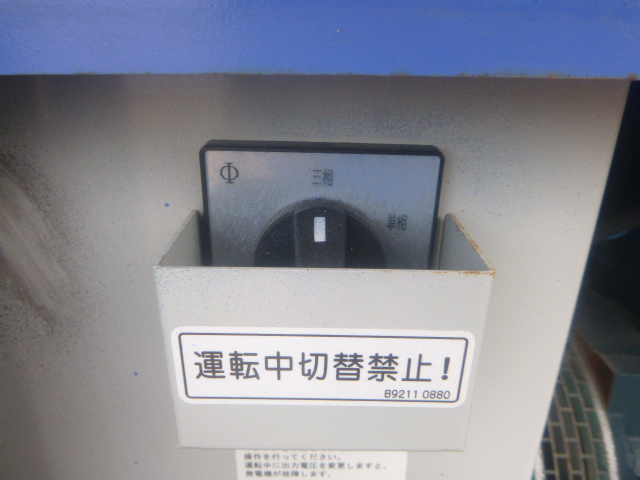 Φ
三相
単相
運転中切替禁止!
B9211 0880
操作を行ってください。
運転中に出力電圧を変更しますと、
発電機が故障します。